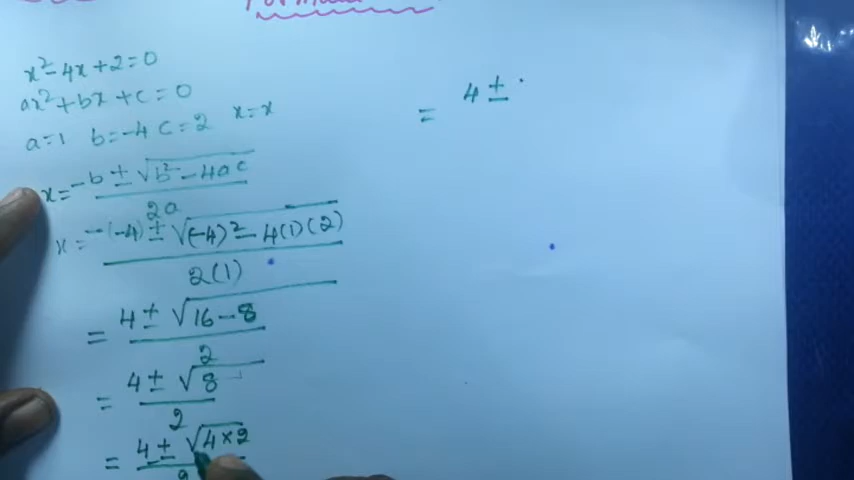 x²-4x+2=0
ax²+bx+c=0
a=1 b=-4 c=2 x=x
x=-b±√b²-4ac
2a
x=-(-4)±√(-4)²-4(1)(2)
2(1)
=4±√16-8
2
=4±√8
2
=4±√4×2
2
=4±